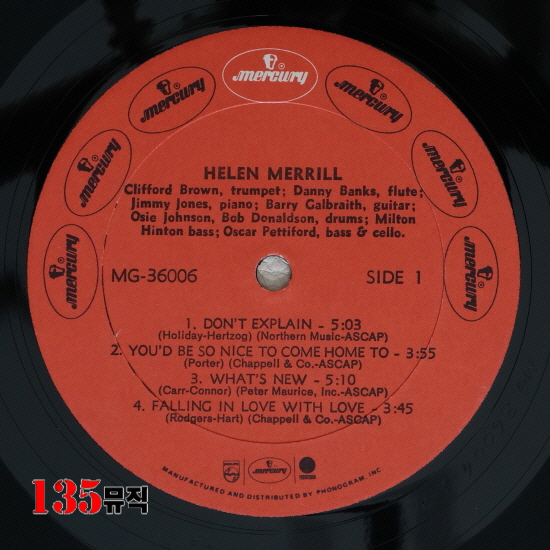 mercury
mercury
mercury
mercury
mercury
mercury
mercury
HELEN MERRILL
Clifford Brown, trumpet; Danny Banks, flute;
Jimmy Jones, piano; Barry Galbraith, guitar;
Osie Johnson, Bob Donaldson, drums; Milton
Hinton bass; Oscar Pettiford, bass & cello.
MG-36006 SIDE 1
1. DON'T EXPLAIN - 5:03
(Holiday-Hertzog) (Northern Music-ASCAP)
2. YOU'D BE SO NICE TO COME HOME TO - 3:55
(Porter) (Chappell & Co.-ASCAP)
3. WHAT'S NEW - 5:10
(Carr-Connor) (Peter Maurice, Inc.-ASCAP)
4. FALLING IN LOVE WITH LOVE - 3:45
(Rodgers-Hart) (Chappell & Co.-ASCAP)
mercury
MANUFACTURED AND DISTRIBUTED BY PHONOGRAM, INC
135뮤직